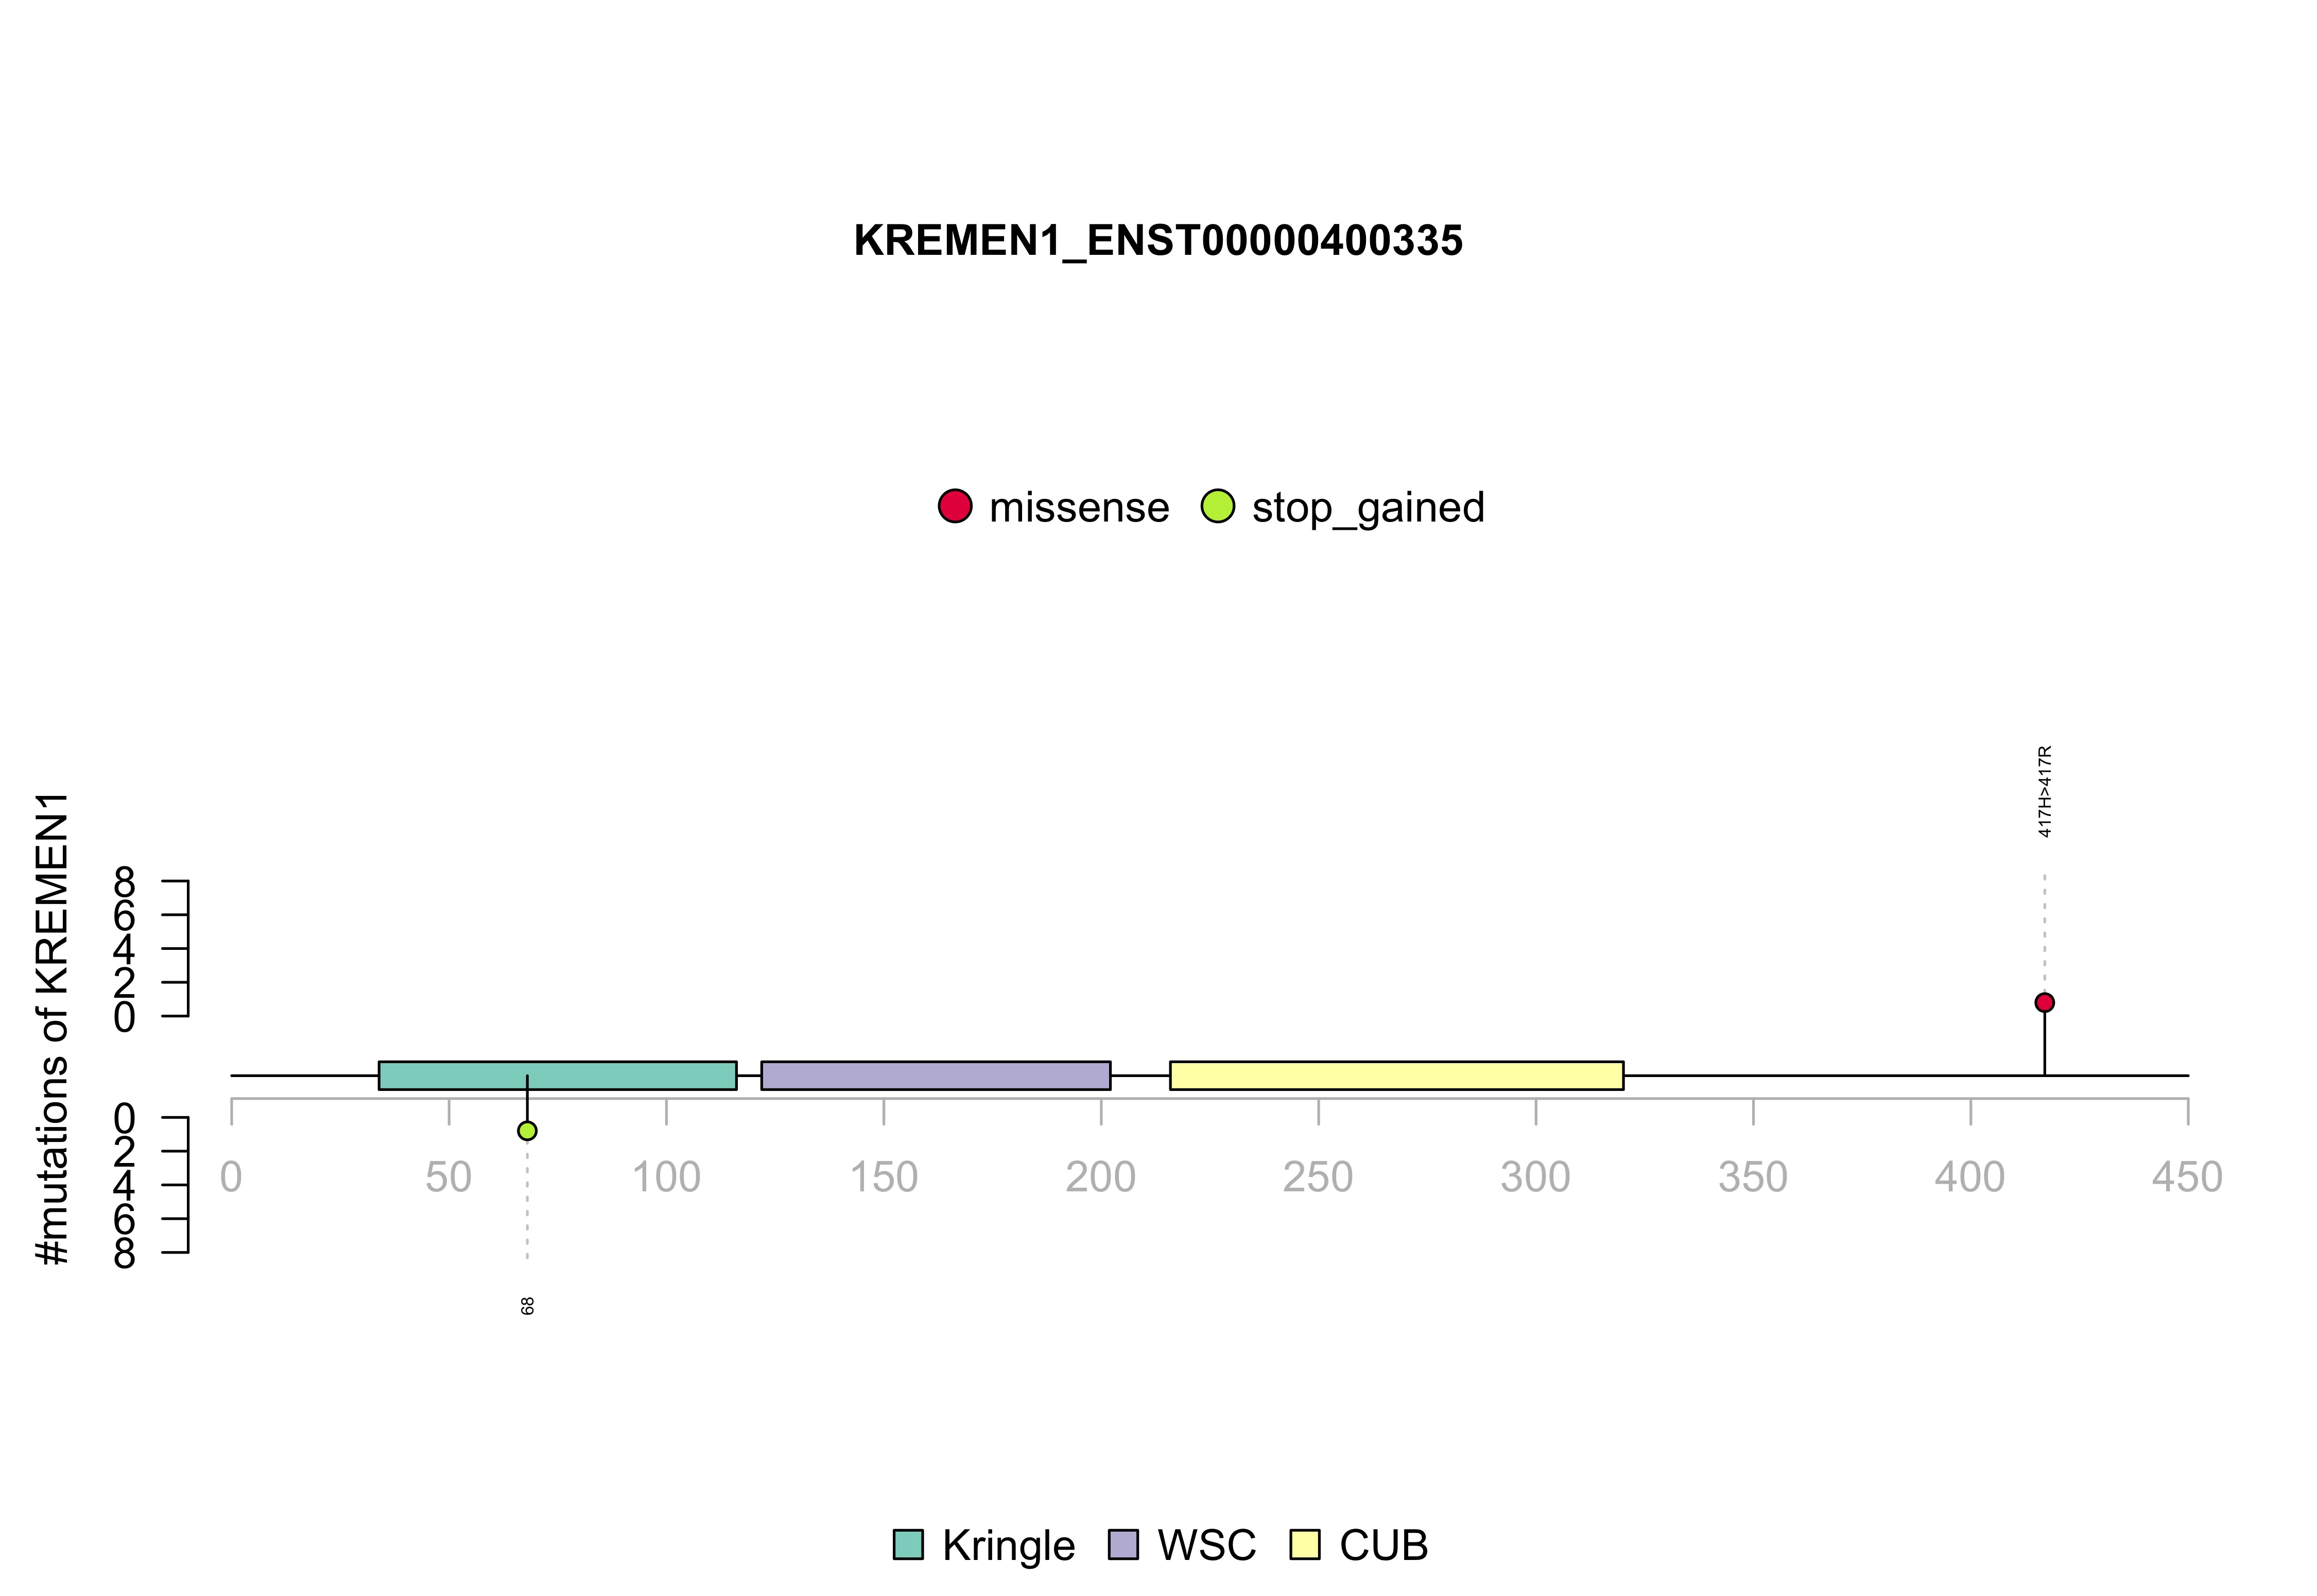 KREMEN1_ENST00000400335
missense stop_gained
417H>417R
#mutations of KREMEN1
8
6
4
2
0
0
2
4
6
8
0 50 100 150 200 250 300 350 400 450
68
Kringle WSC CUB